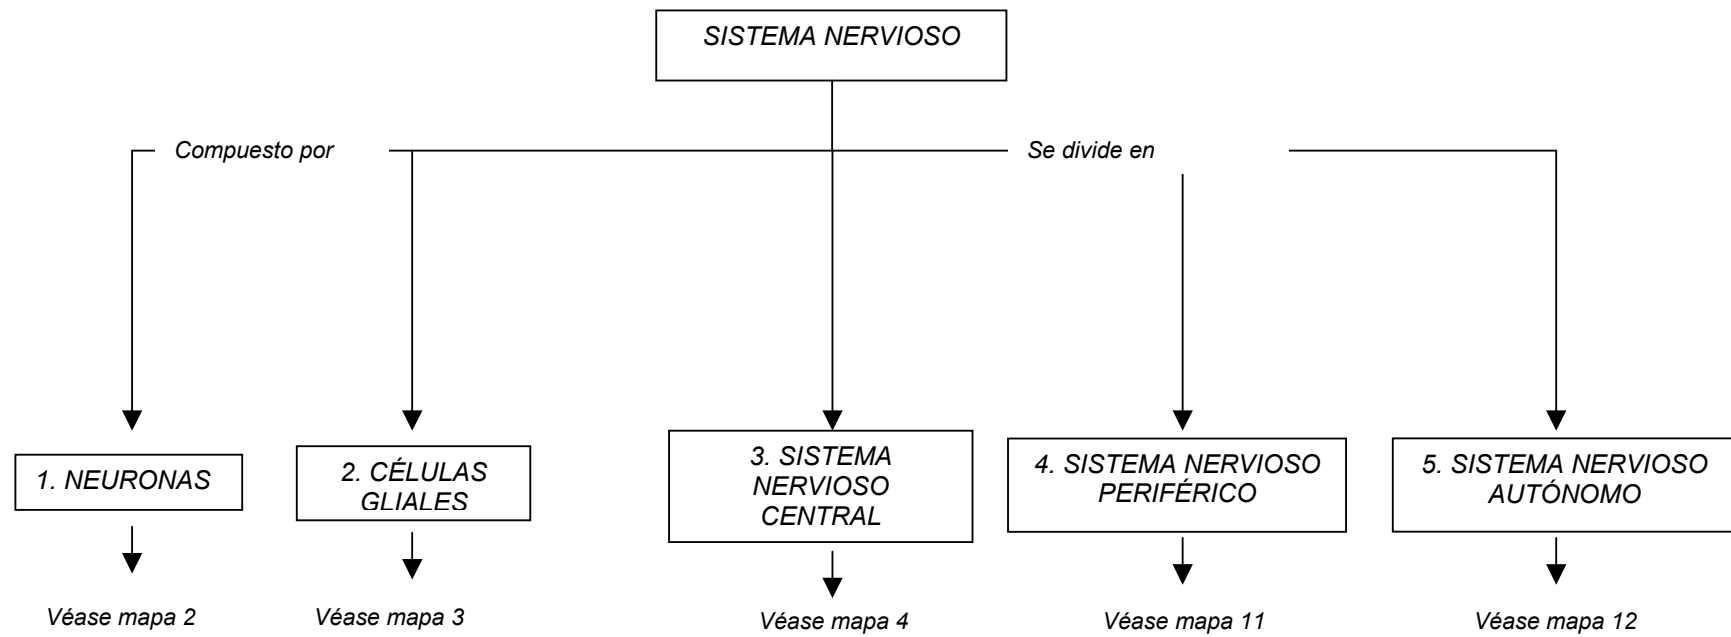 SISTEMA NERVIOSO
Compuesto por
Se divide en
1. NEURONAS
2. CÉLULAS
GLIALES
3. SISTEMA
NERVIOSO
CENTRAL
4. SISTEMA NERVIOSO
PERIFÉRICO
5. SISTEMA NERVIOSO
AUTÓNOMO
Véase mapa 2
Véase mapa 3
Véase mapa 4
Véase mapa 11
Véase mapa 12